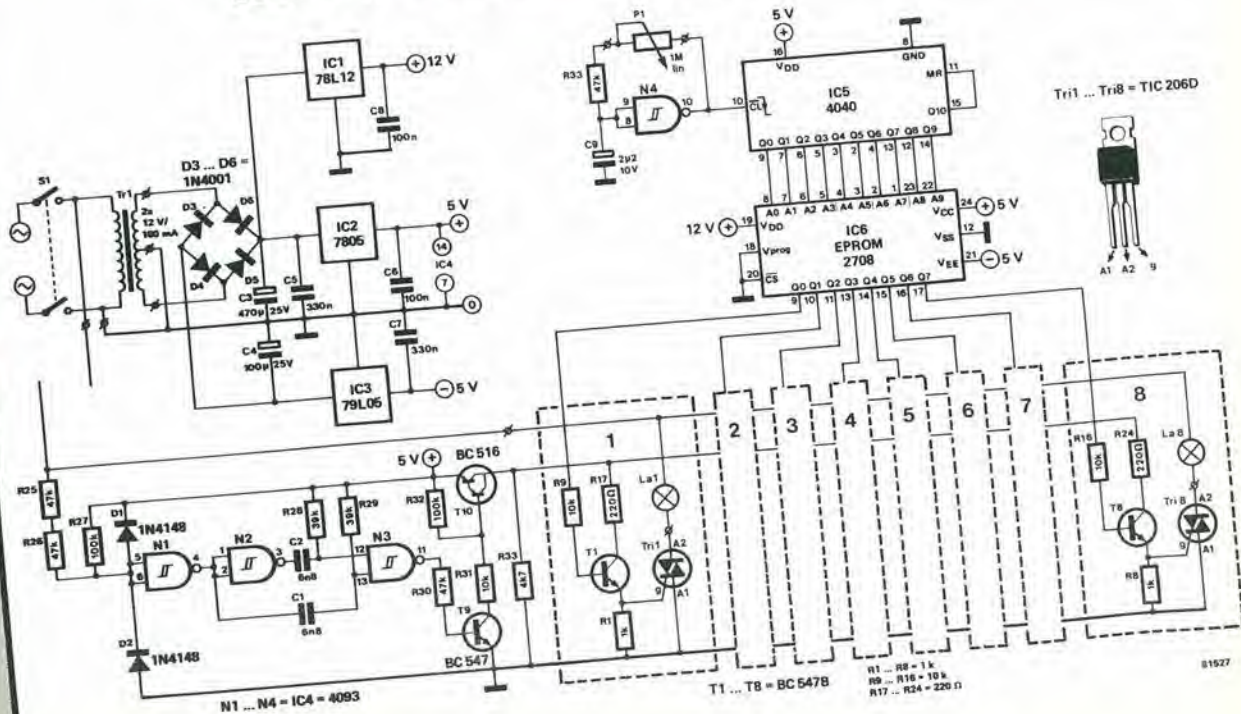 IC1
78L12
12 V
C8
100n
D3 ... D6 =
1N4001
S1
Tr1
2x
12 V/
100 mA
D3
D6
D4
D5
C3
470µ 25V
C5
330n
IC2
7805
5 V
14
IC4
7
0
C6
100n
C7
330n
C4
100µ 25V
IC3
79L05
5 V
P1
1M
lin
R33
47k
N4
9
8
10
C9
2µ2
10V
5 V
16
VDD
8
GND
IC5
4040
10
CL
MR
11
Q10
15
Q0 Q1 Q2 Q3 Q4 Q5 Q6 Q7 Q8 Q9
9 7 6 5 3 2 4 13 12 14
8 7 6 5 4 3 2 1 23 22
A0 A1 A2 A3 A4 A5 A6 A7 A8 A9
12 V
19
VDD
18
Vprog
20
CS
IC6
EPROM
2708
VCC
24
5 V
VSS
12
VEE
21
5 V
Q0 Q1 Q2 Q3 Q4 Q5 Q6 Q7
9 10 11 13 14 15 16 17
Tri1 ... Tri8 = TIC 206D
A1 A2 9
R25
47k
R26
47k
R27
100k
D1
1N4148
D2
1N4148
N1
5
6
4
N2
1
2
3
C2
6n8
C1
6n8
R28
39k
R29
39k
N3
12
13
11
R30
47k
5 V
R32
100k
BC 516
T10
R31
10k
T9
BC 547
R33
4k7
1
R9
10k
R17
220Ω
La1
T1
Tri1
A2
9
A1
R1
1k
2
3
4
5
6
7
8
R16
10k
R24
220Ω
La8
T8
Tri8
A2
9
A1
R8
1k
N1 ... N4 = IC4 = 4093
T1 ... T8 = BC 547B
R1 ... R8 = 1 k
R9 ... R16 = 10 k
R17 ... R24 = 220 Ω
81527